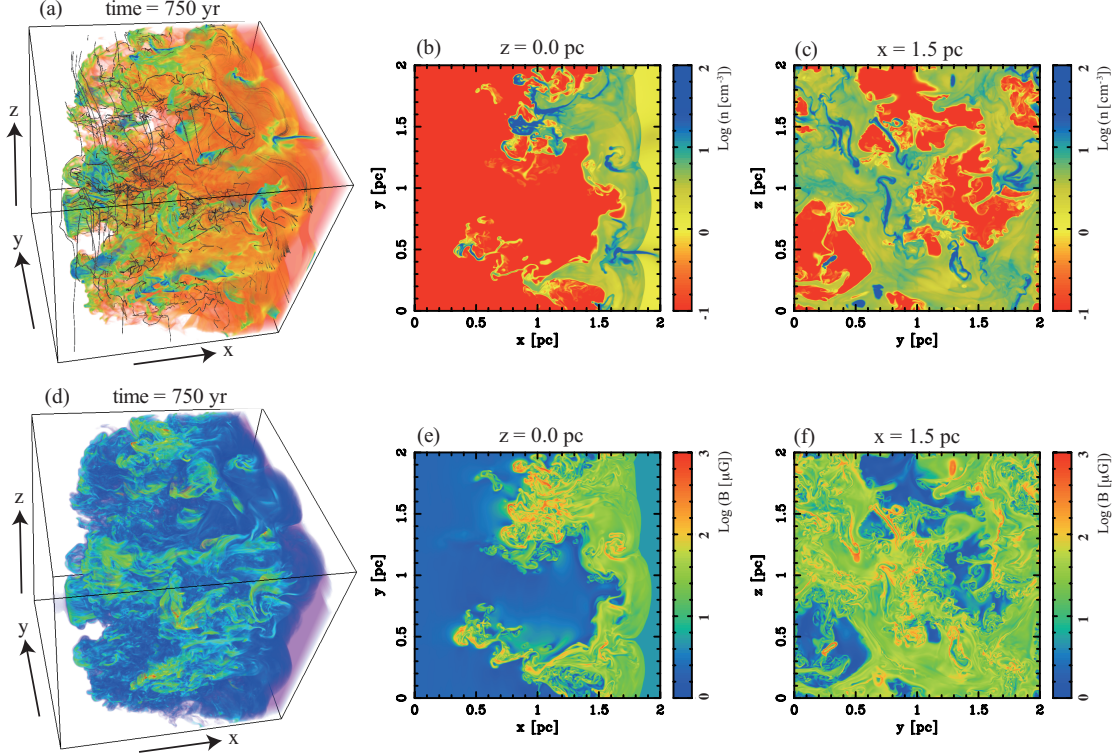 (a) time = 750 yr
z
y
x
(b) z = 0.0 pc
2
1.5
1
0.5
0
y [pc]
0 0.5 1 1.5 2
x [pc]
2
1
0
-1
Log (n [cm⁻³])
(c) x = 1.5 pc
2
1.5
1
0.5
0
z [pc]
0 0.5 1 1.5 2
y [pc]
2
1
0
-1
Log (n [cm⁻³])
(d) time = 750 yr
z
y
x
(e) z = 0.0 pc
2
1.5
1
0.5
0
y [pc]
0 0.5 1 1.5 2
x [pc]
3
2
1
0
Log (B [μG])
(f) x = 1.5 pc
2
1.5
1
0.5
0
z [pc]
0 0.5 1 1.5 2
y [pc]
3
2
1
0
Log (B [μG])